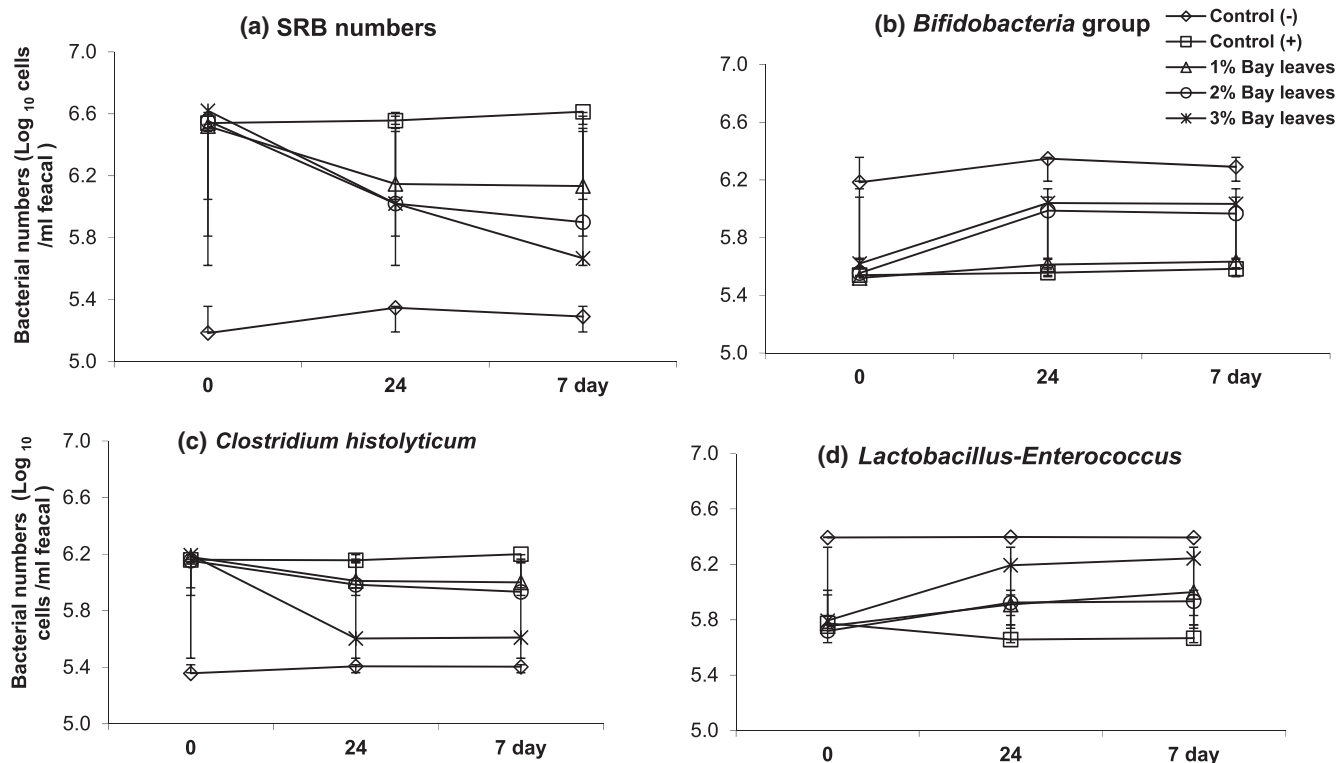 (a) SRB numbers
Bacterial numbers (Log 10 cells
/ml feacal )
7.0
6.6
6.2
5.8
5.4
5.0
0 24 7 day
(b) Bifidobacteria group
Control (-)
Control (+)
1% Bay leaves
2% Bay leaves
3% Bay leaves
7.0
6.6
6.2
5.8
5.4
5.0
0 24 7 day
(c) Clostridium histolyticum
Bacterial numbers (Log 10
cells /ml feacal )
7.0
6.6
6.2
5.8
5.4
5.0
0 24 7 day
(d) Lactobacillus-Enterococcus
7.0
6.6
6.2
5.8
5.4
5.0
0 24 7 day